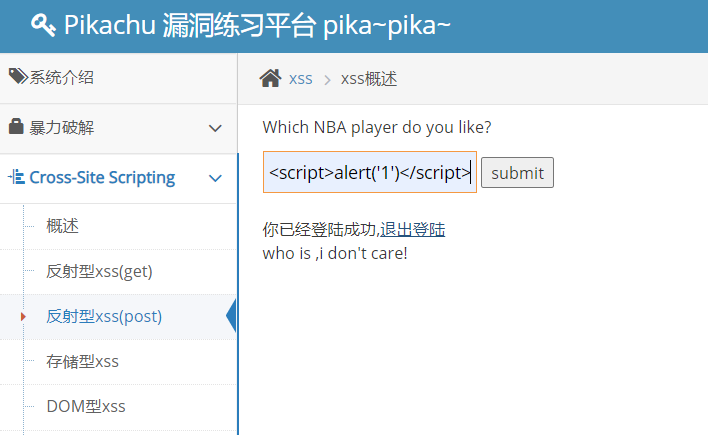 Pikachu 漏洞练习平台 pika~pika~
系统介绍
暴力破解
Cross-Site Scripting
概述
反射型xss(get)
反射型xss(post)
存储型xss
DOM型xss
xss > xss概述
Which NBA player do you like?
<script>alert('1')</script> submit
你已经登陆成功,退出登陆
who is ,i don't care!